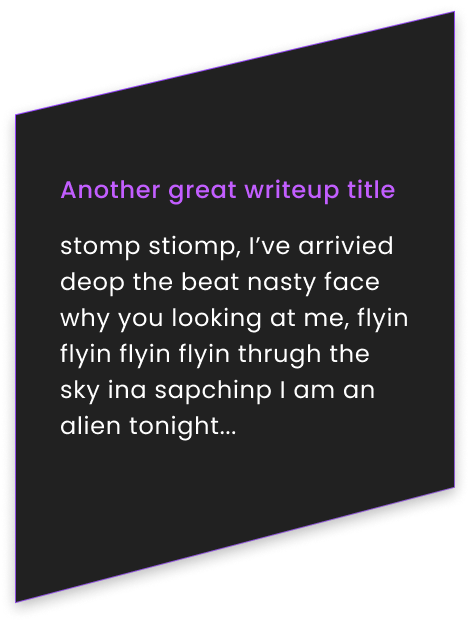 Another great writeup title
stomp stiomp, I’ve arrivied
deop the beat nasty face
why you looking at me, flyin
flyin flyin flyin thrugh the
sky ina sapchinp I am an
alien tonight...